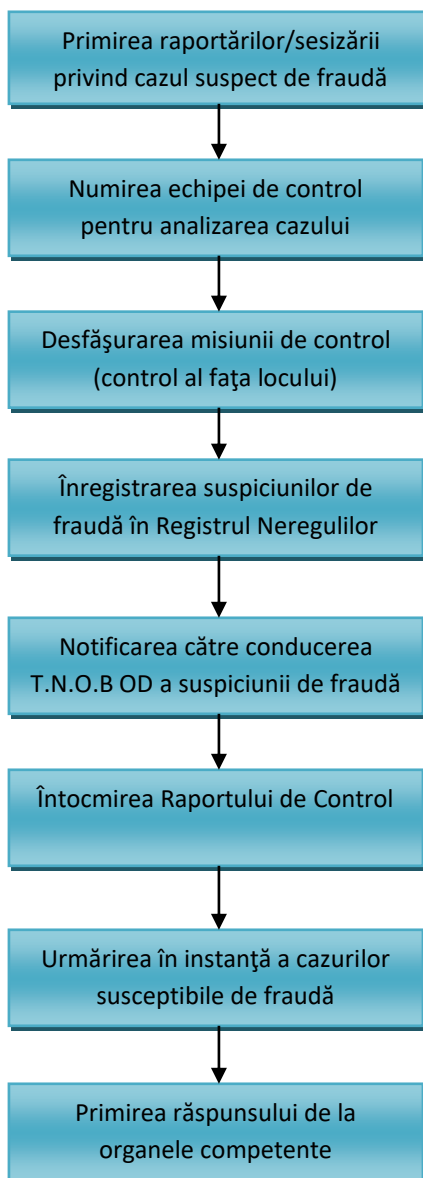 Primirea raportărilor/sesizării
privind cazul suspect de fraudă
Numirea echipei de control
pentru analizarea cazului
Desfăşurarea misiunii de control
(control al faţa locului)
Înregistrarea suspiciunilor de
fraudă în Registrul Neregulilor
Notificarea către conducerea
T.N.O.B OD a suspiciunii de fraudă
Întocmirea Raportului de Control
Urmărirea în instanţă a cazurilor
susceptibile de fraudă
Primirea răspunsului de la
organele competente